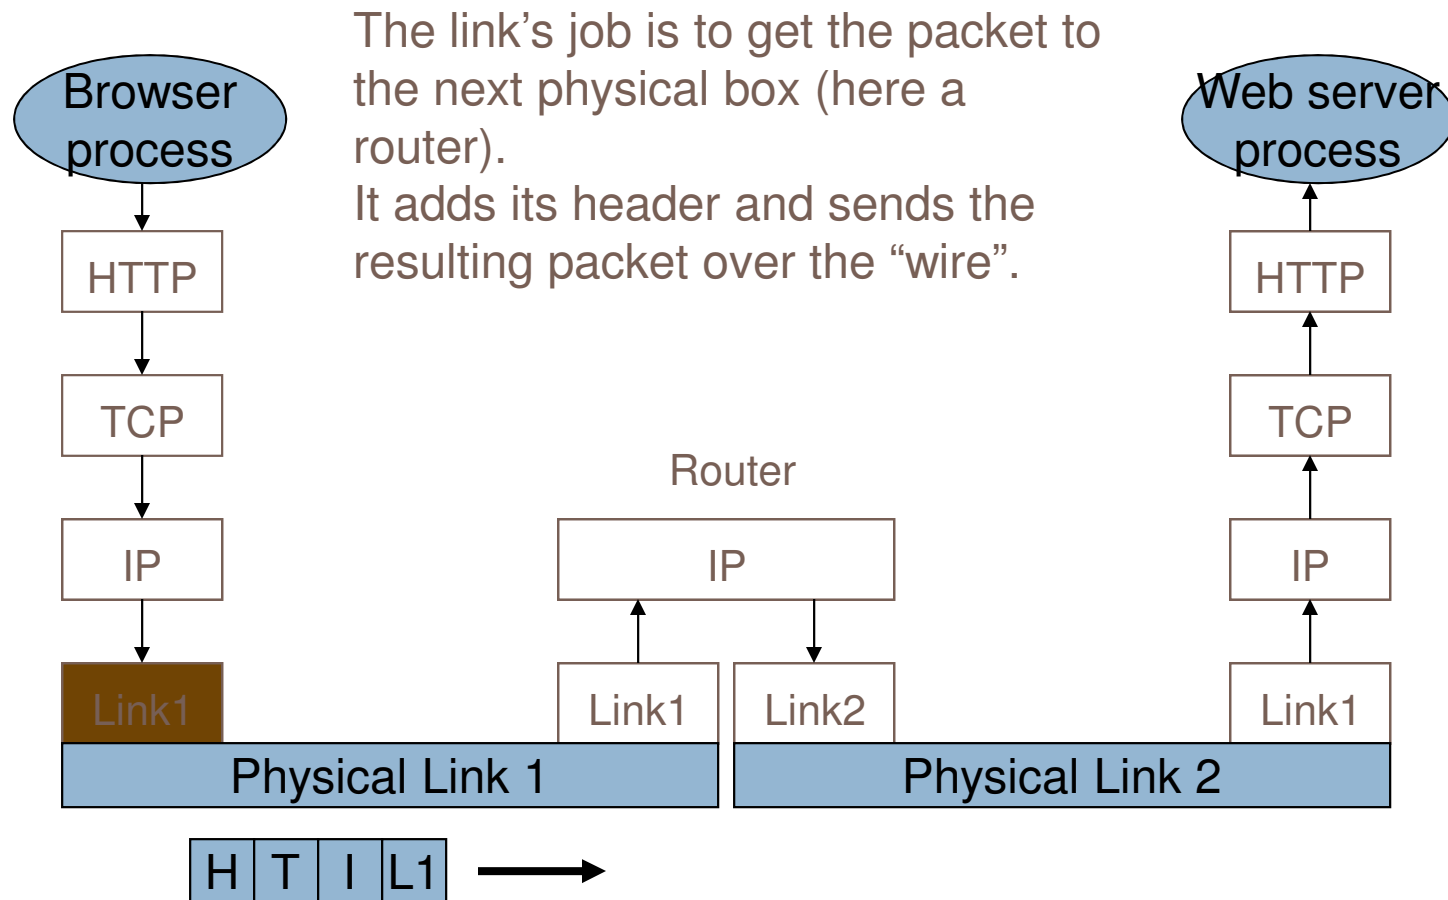 The link’s job is to get the packet to
the next physical box (here a
router).
It adds its header and sends the
resulting packet over the “wire”.
Browser
process
HTTP
TCP
IP
Link1
Router
IP
Link1
Link2
Web server
process
HTTP
TCP
IP
Link1
Physical Link 1
Physical Link 2
H T I L1